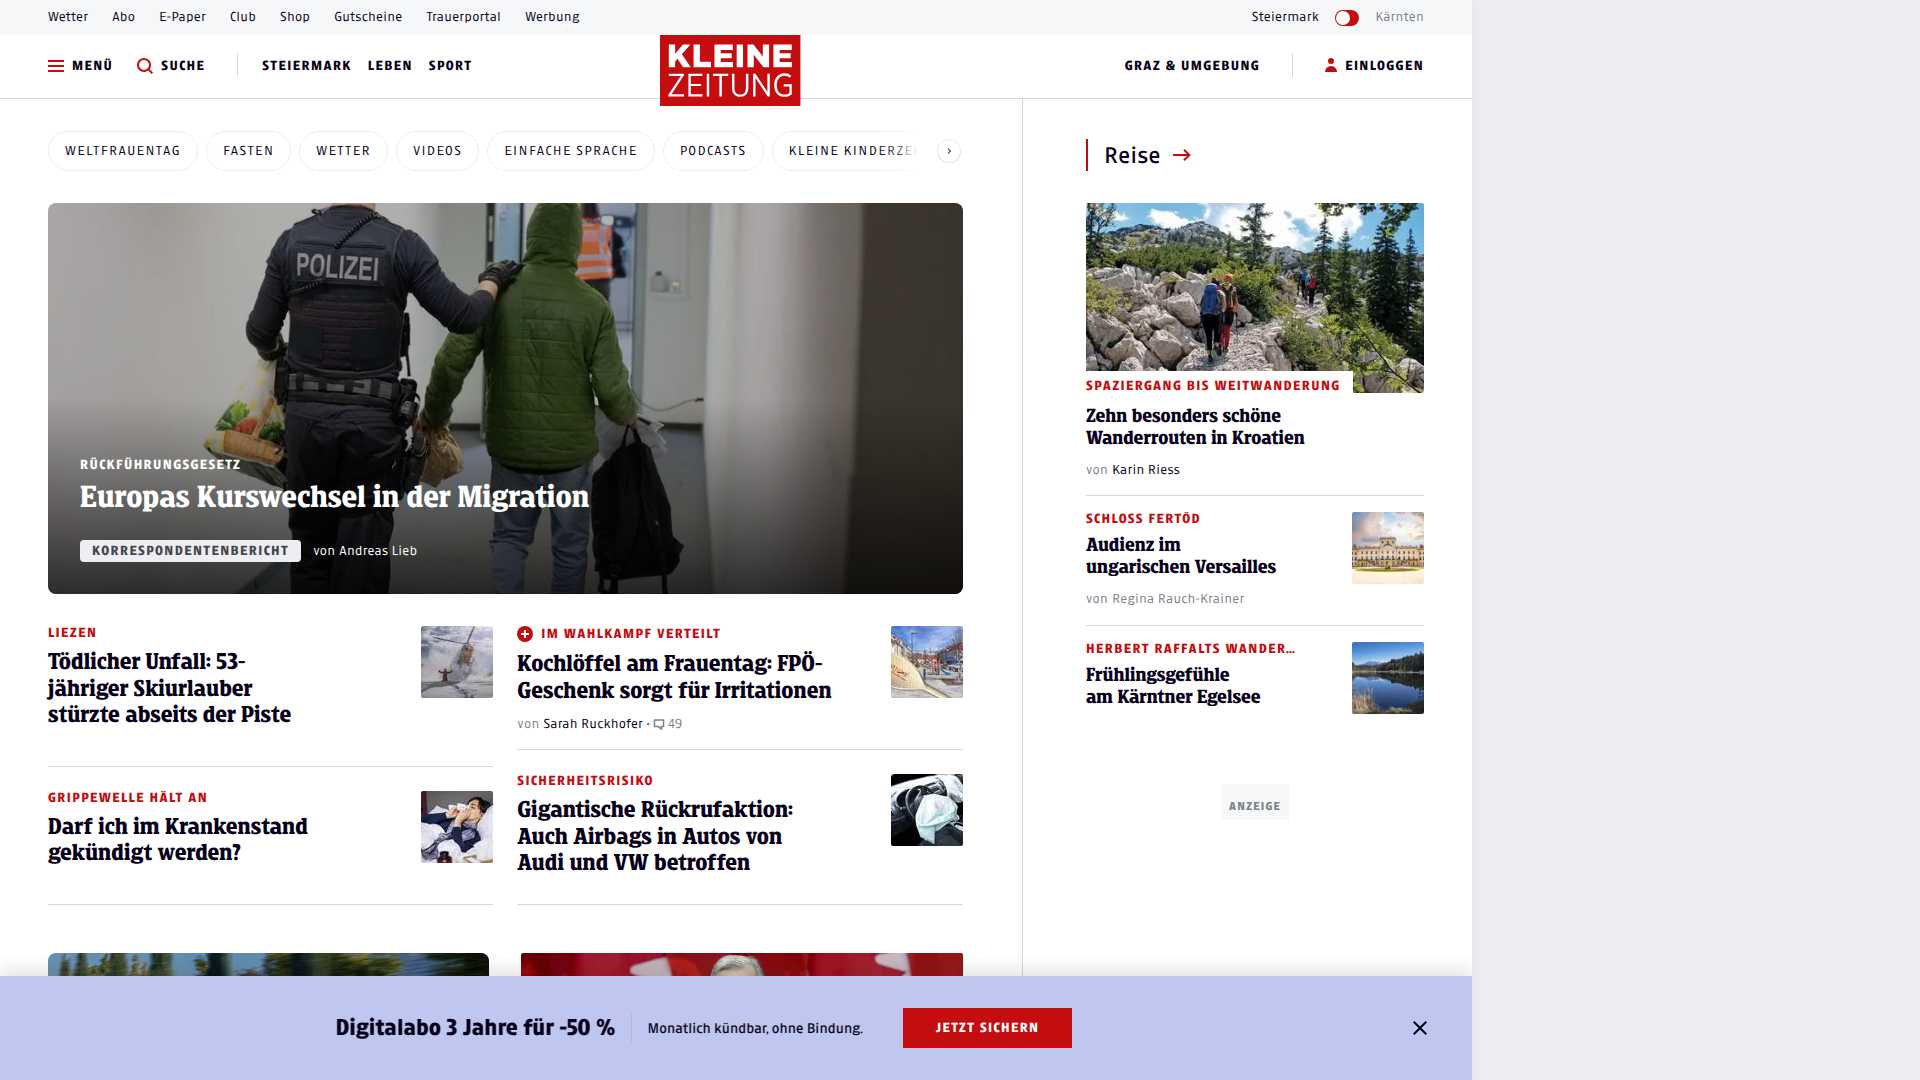 Wetter Abo E-Paper Club Shop Gutscheine Trauerportal Werbung Steiermark Kärnten
MENÜ SUCHE STEIERMARK LEBEN SPORT KLEINE ZEITUNG GRAZ & UMGEBUNG EINLOGGEN
WELTFRAUENTAG FASTEN WETTER VIDEOS EINFACHE SPRACHE PODCASTS KLEINE
POLIZEI
RÜCKFÜHRUNGSGESETZ
Europas Kurswechsel in der Migration
KORRESPONDENTENBERICHT von Andreas Lieb
LIEZEN
Tödlicher Unfall: 53-
jähriger Skiurlauber
stürzte abseits der Piste
IM WAHLKAMPF VERTEILT
Kochlöffel am Frauentag: FPÖ-
Geschenk sorgt für Irritationen
von Sarah Ruckhofer · 49
GRIPPEWELLE HÄLT AN
Darf ich im Krankenstand
gekündigt werden?
SICHERHEITSRISIKO
Gigantische Rückrufaktion:
Auch Airbags in Autos von
Audi und VW betroffen
Reise
SPAZIERGANG BIS WEITWANDERUNG
Zehn besonders schöne
Wanderrouten in Kroatien
von Karin Riess
SCHLOSS FERTÖD
Audienz im
ungarischen Versailles
von Regina Rauch-Krainer
HERBERT RAFFALTS WANDER...
Frühlingsgefühle
am Kärntner Egelsee
ANZEIGE
Digitalabo 3 Jahre für -50 % Monatlich kündbar, ohne Bindung. JETZT SICHERN